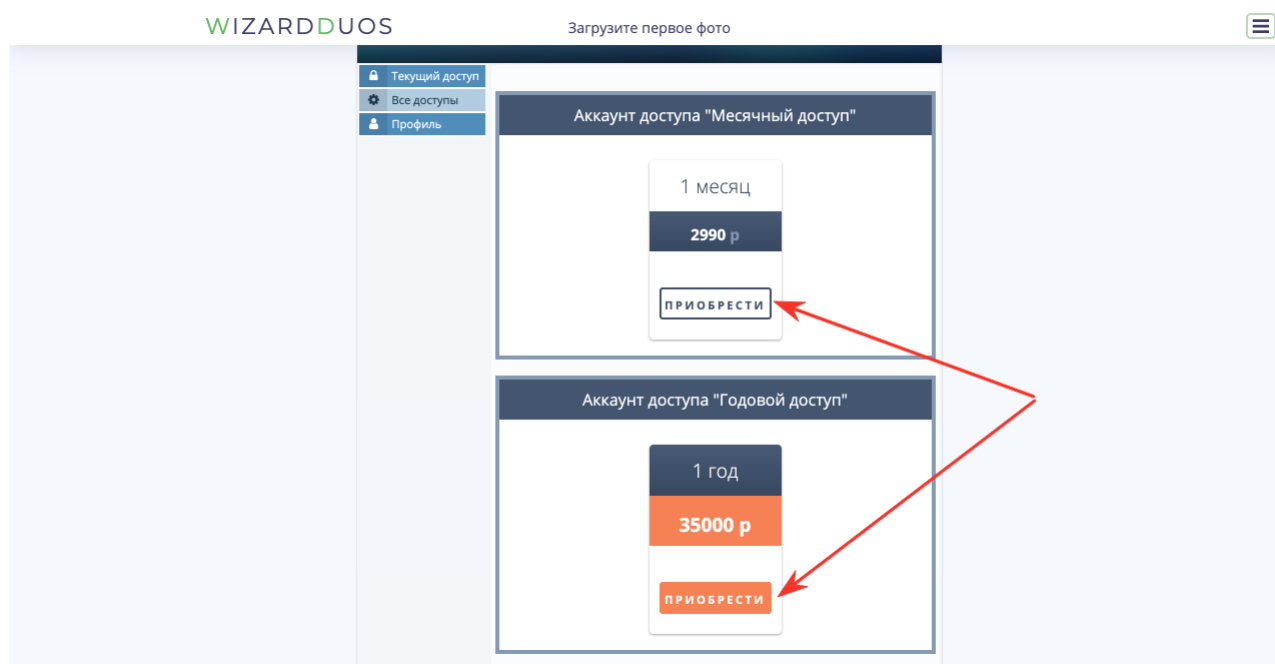 WIZARDDUOS
Загрузите первое фото
Текущий доступ
Все доступы
Профиль
Аккаунт доступа "Месячный доступ"
1 месяц
2990 р
ПРИОБРЕСТИ
Аккаунт доступа "Годовой доступ"
1 год
35000 р
ПРИОБРЕСТИ